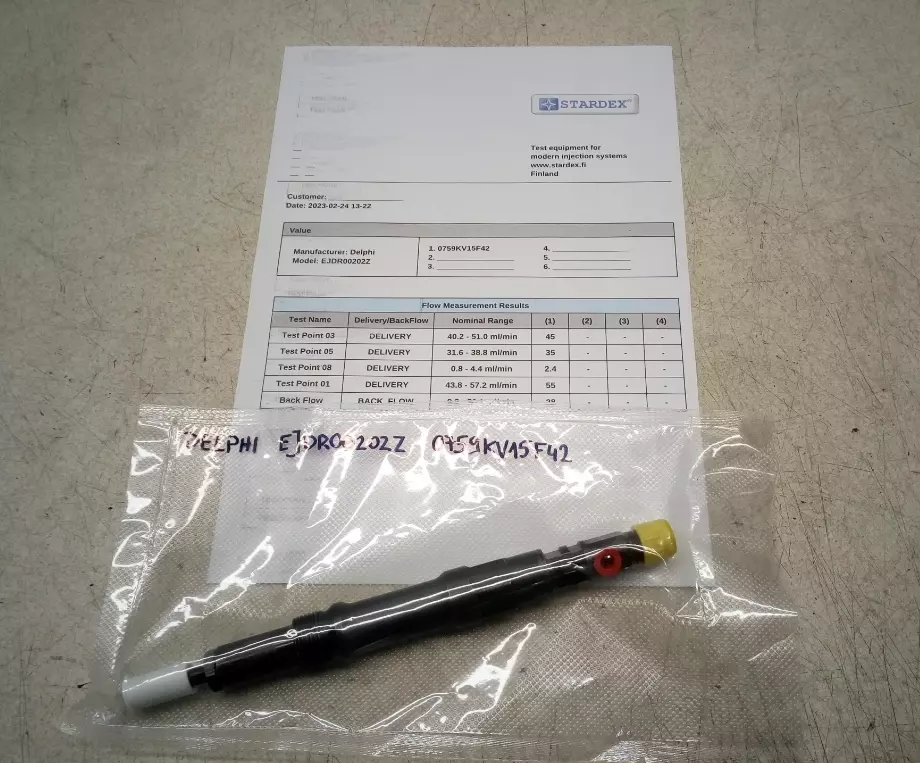 STARDEX
Test equipment for
modern injection systems
www.stardex.fi
Finland
Customer:
Date: 2023-02-24 13-22
Value
Manufacturer: Delphi
Model: EJDR00202Z
1. 0759KV15F42
2.
3.
4.
5.
6.
Flow Measurement Results
Test Name Delivery/BackFlow Nominal Range (1) (2) (3) (4)
Test Point 03 DELIVERY 40.2 - 51.0 ml/min 45 - - -
Test Point 05 DELIVERY 31.6 - 38.8 ml/min 35 - - -
Test Point 08 DELIVERY 0.8 - 4.4 ml/min 2.4 - - -
Test Point 01 DELIVERY 43.8 - 57.2 ml/min 55 - - -
Back Flow BACK_FLOW ml/min - - -
DELPHI EJDR00202Z 0759KV15F42